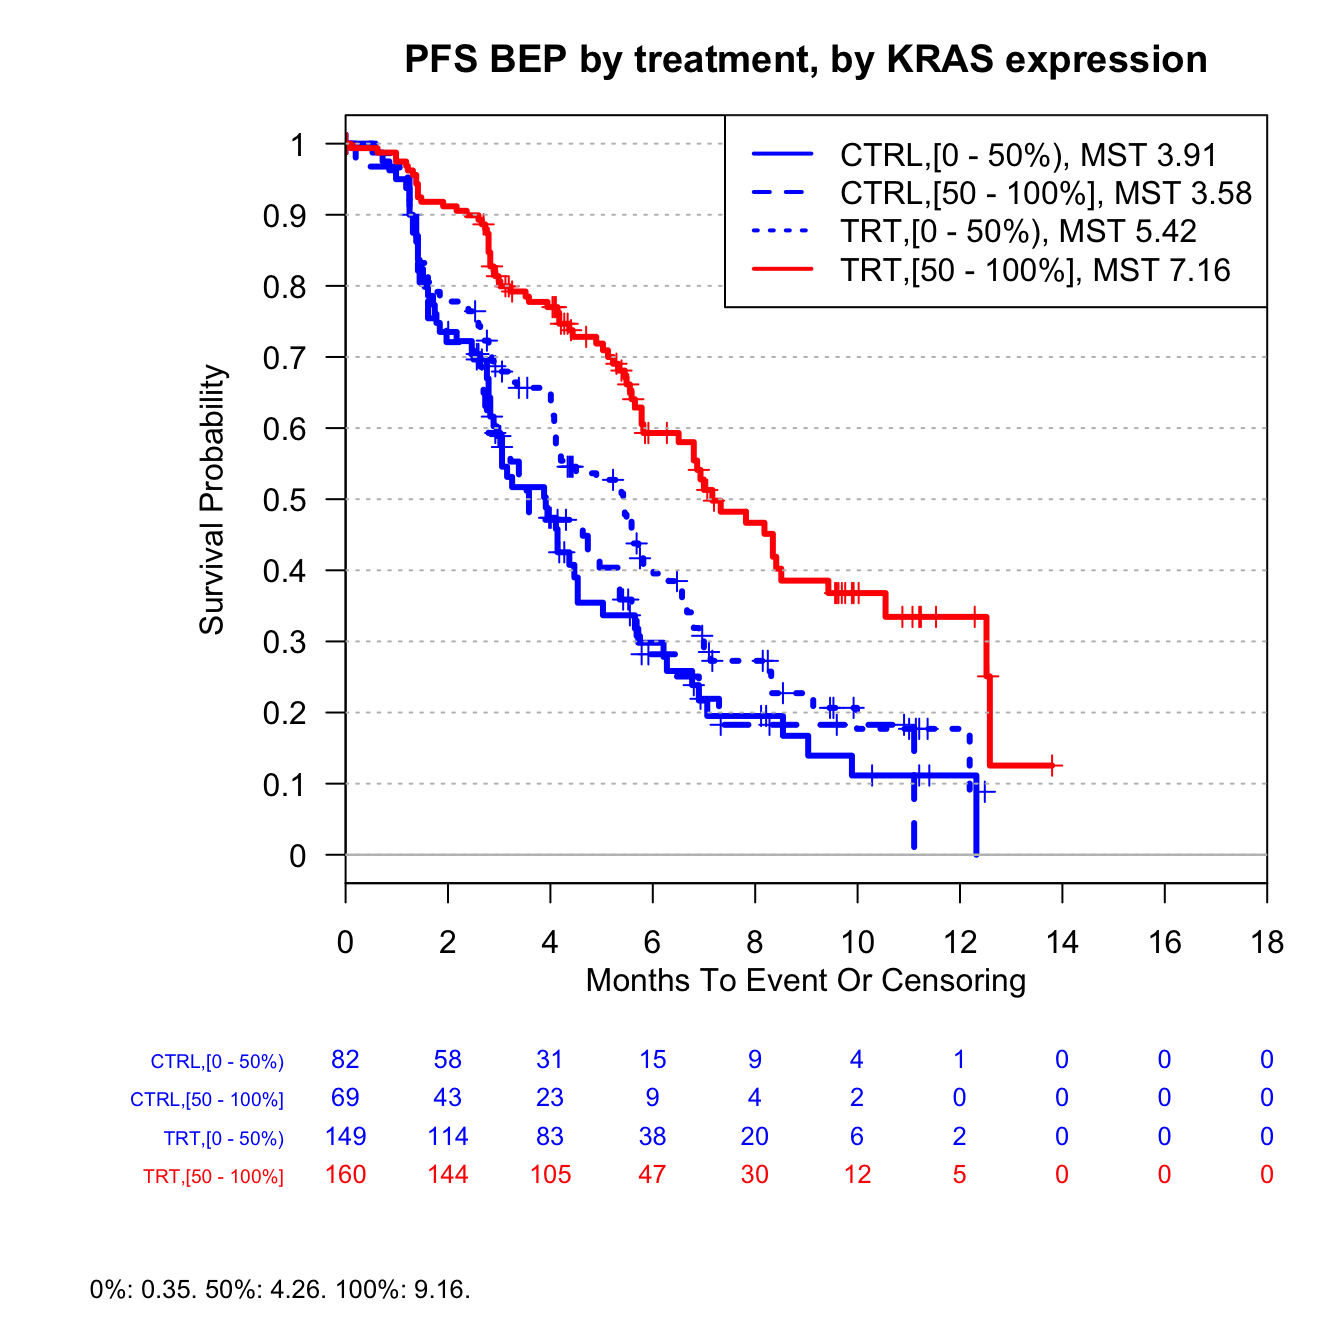 PFS BEP by treatment, by KRAS expression
CTRL,[0 - 50%), MST 3.91
CTRL,[50 - 100%], MST 3.58
TRT,[0 - 50%), MST 5.42
TRT,[50 - 100%], MST 7.16
Survival Probability
1
0.9
0.8
0.7
0.6
0.5
0.4
0.3
0.2
0.1
0
0 2 4 6 8 10 12 14 16 18
Months To Event Or Censoring
CTRL,[0 - 50%) 82 58 31 15 9 4 1 0 0 0
CTRL,[50 - 100%] 69 43 23 9 4 2 0 0 0 0
TRT,[0 - 50%) 149 114 83 38 20 6 2 0 0 0
TRT,[50 - 100%] 160 144 105 47 30 12 5 0 0 0
0%: 0.35. 50%: 4.26. 100%: 9.16.